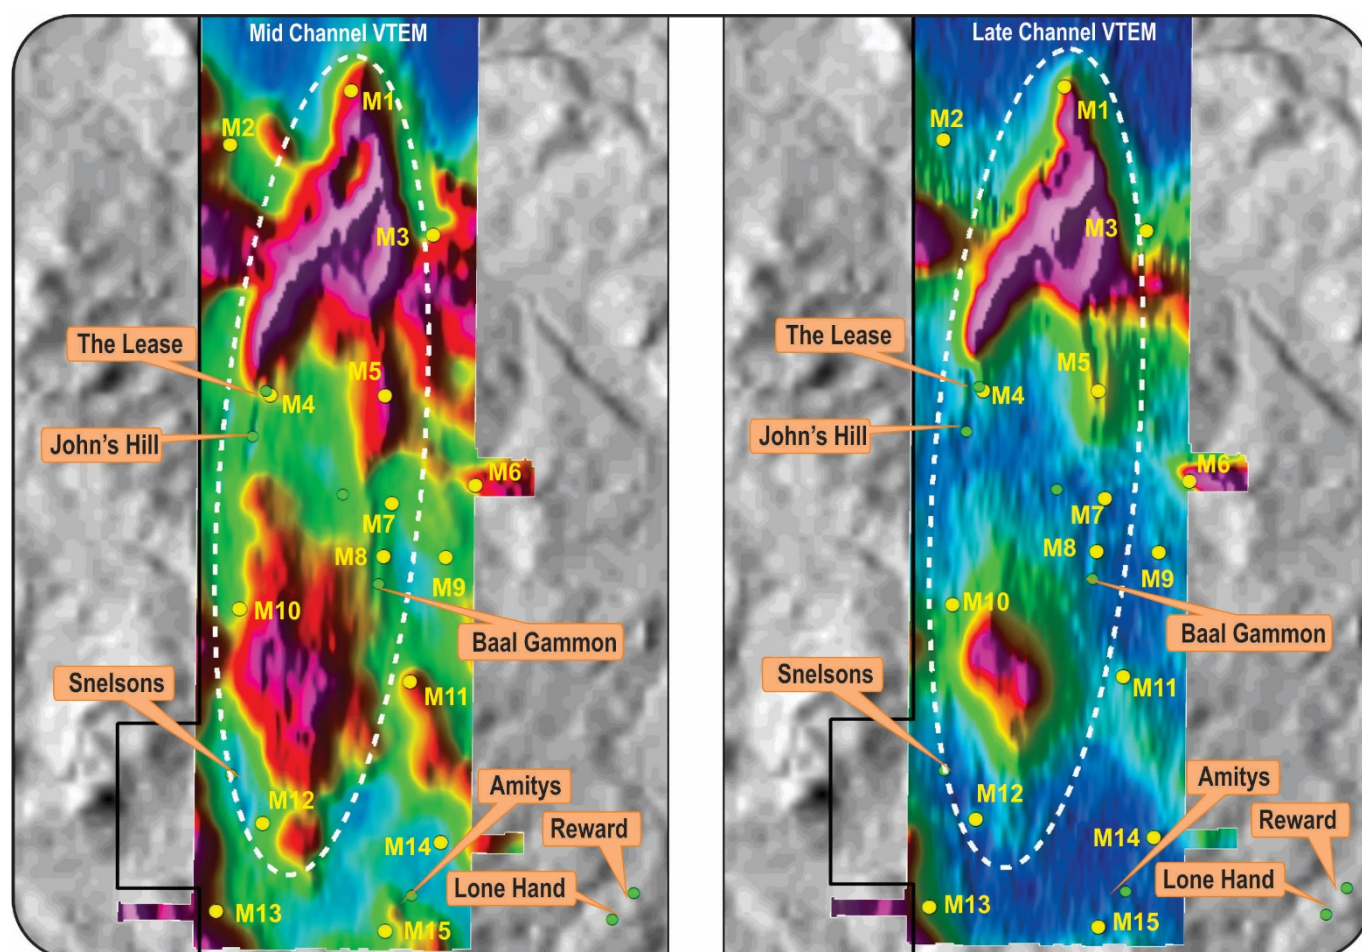 Mid Channel VTEM
M1
M2
M3
The Lease
M5
M4
John's Hill
M6
M7
M8
M9
M10
Baal Gammon
Snelsons
M11
Amitys
M12
Reward
M14
Lone Hand
M13
M15
Late Channel VTEM
M1
M2
M3
The Lease
M5
M4
John's Hill
M6
M7
M8
M9
M10
Baal Gammon
Snelsons
M11
Amitys
M12
Reward
M14
Lone Hand
M13
M15